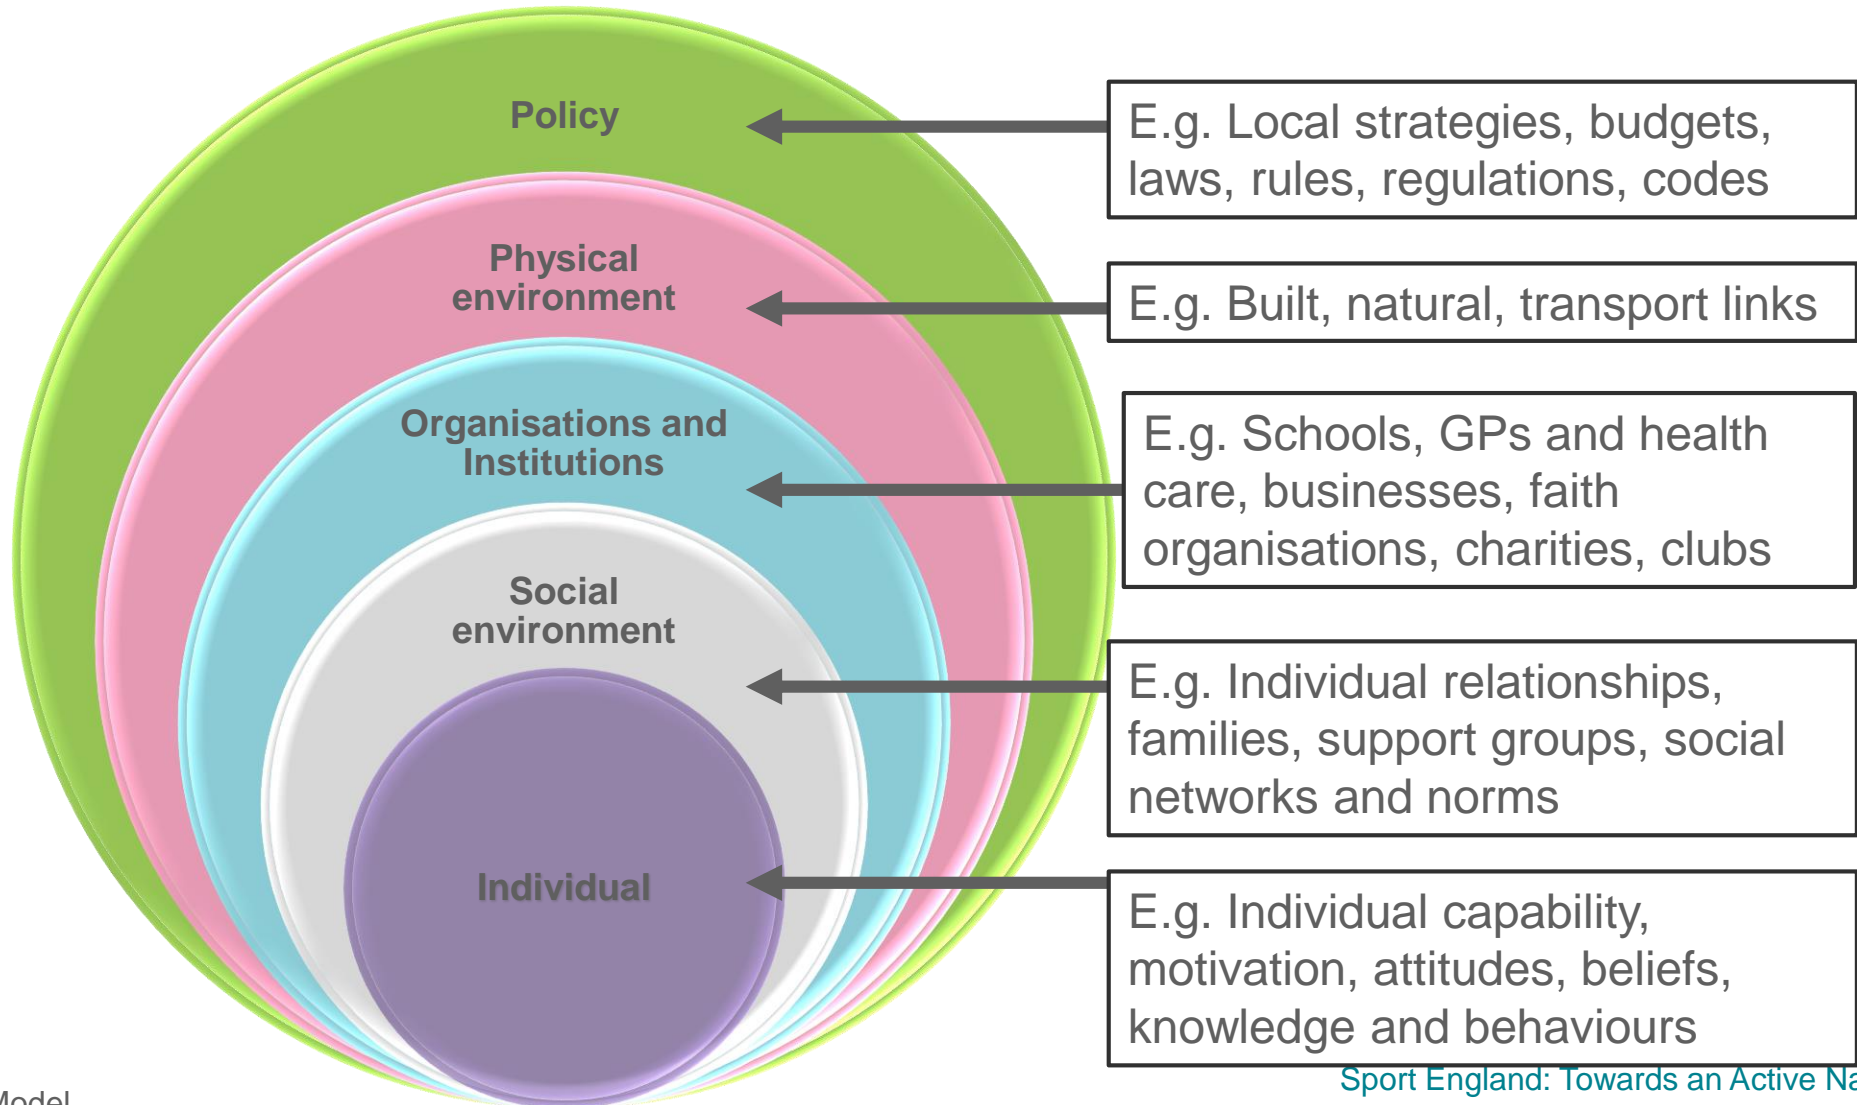 Policy
E.g. Local strategies, budgets,
laws, rules, regulations, codes
Physical
environment
E.g. Built, natural, transport links
Organisations and
Institutions
E.g. Schools, GPs and health
care, businesses, faith
organisations, charities, clubs
Social
environment
E.g. Individual relationships,
families, support groups, social
networks and norms
Individual
E.g. Individual capability,
motivation, attitudes, beliefs,
knowledge and behaviours
Sport England: Towards an Active Na
Model